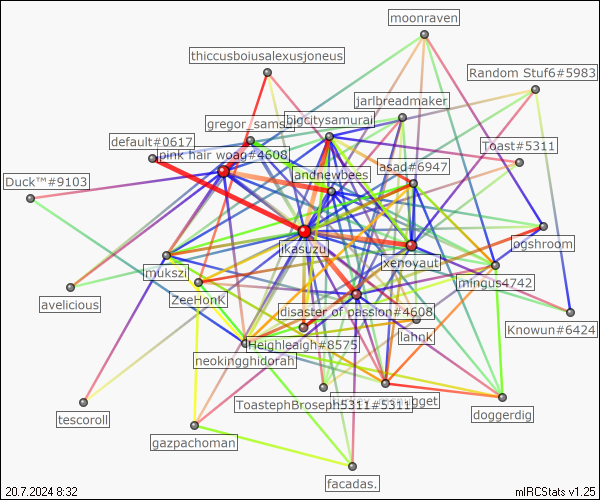 moonraven
thiccusboiusalexusjoneus
Random Stuf6#5983
jarlbreadmaker
gregor_samsa
bigcitysamurai
default#0617
Toast#5311
pink hair woag#4608
asad#6947
andnewbees
Duck™#9103
ikasuzu
pgshroom
xenoyaut
mukszi
mingus4742
avelicious
ZeeHonK
disaster of passion#4608
Knowun#6424
lahnk
Heighleaigh#8575
neokingghidorah
ToastephBroseph5311#5311
nugget
doggerdig
tescoroll
gazpachoman
facadas.
20.7.2024 8:32
mIRCStats v1.25